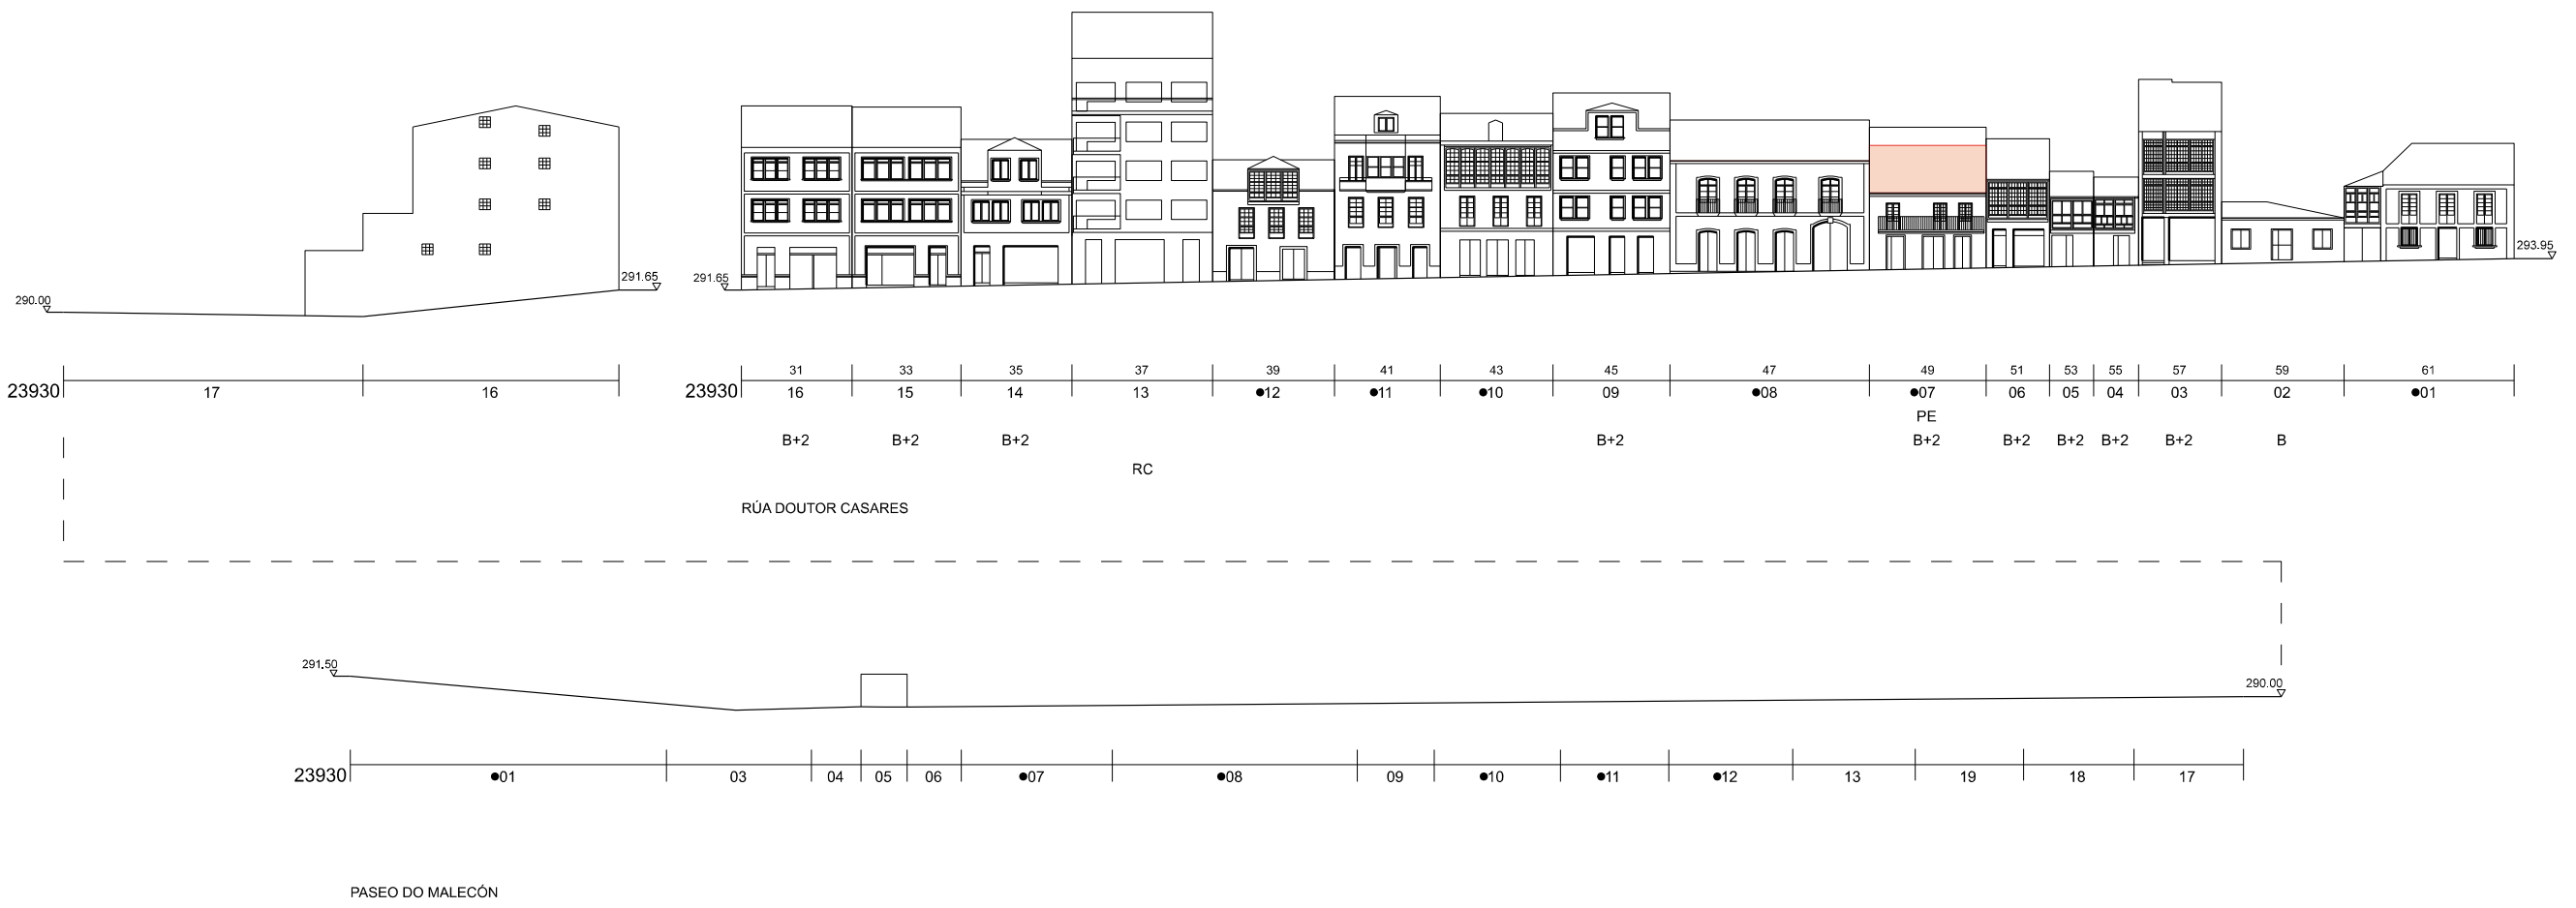 290.00 291.65 291.65 293.95
31 33 35 37 39 41 43 45 47 49 51 53 55 57 59 61
23930 17 16 23930 16 15 14 13 ●12 ●11 ●10 09 ●08 ●07 06 05 04 03 02 ●01
PE
B+2 B+2 B+2 B+2 B+2 B+2 B+2 B+2 B+2 B
RC
RÚA DOUTOR CASARES
291.50 290.00
23930 ●01 03 04 05 06 ●07 ●08 09 ●10 ●11 ●12 13 19 18 17
PASEO DO MALECÓN